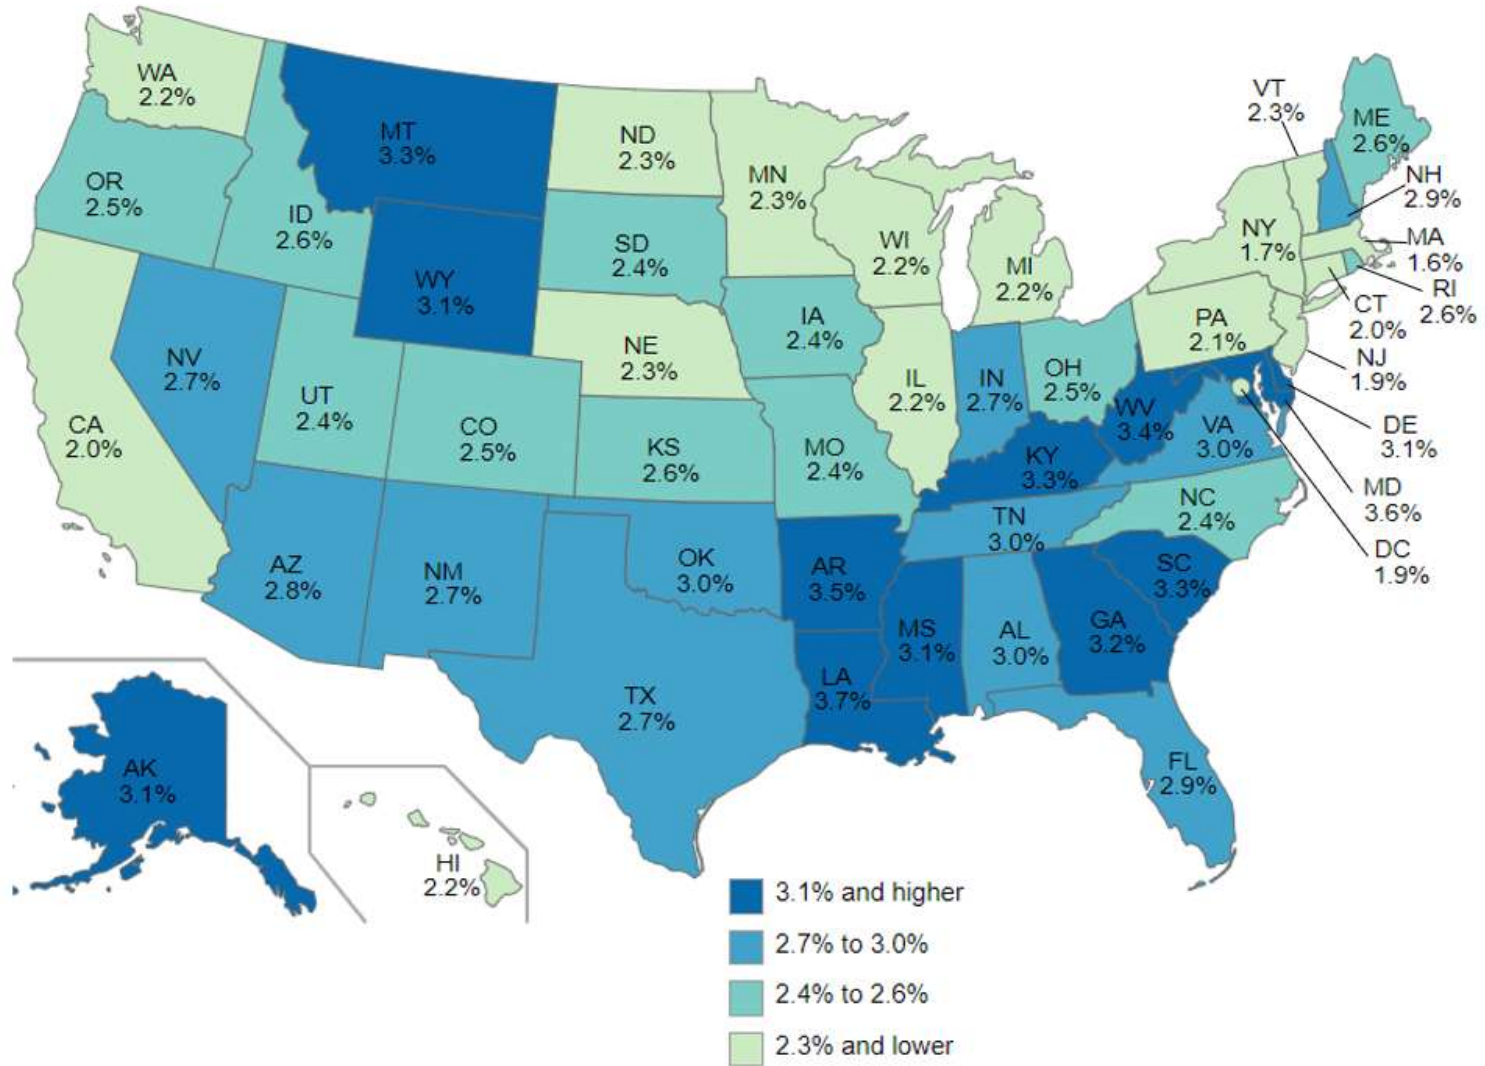 WA
2.2%
OR
2.5%
CA
2.0%
ID
2.6%
NV
2.7%
MT
3.3%
WY
3.1%
UT
2.4%
CO
2.5%
AZ
2.8%
NM
2.7%
ND
2.3%
SD
2.4%
NE
2.3%
KS
2.6%
OK
3.0%
TX
2.7%
MN
2.3%
IA
2.4%
MO
2.4%
AR
3.5%
LA
3.7%
WI
2.2%
IL
2.2%
MI
2.2%
IN
2.7%
OH
2.5%
KY
3.3%
TN
3.0%
MS
3.1%
AL
3.0%
GA
3.2%
FL
2.9%
SC
3.3%
NC
2.4%
VA
3.0%
WV
3.4%
PA
2.1%
NY
1.7%
VT
2.3%
ME
2.6%
NH
2.9%
MA
1.6%
RI
2.6%
CT
2.0%
NJ
1.9%
DE
3.1%
MD
3.6%
DC
1.9%
AK
3.1%
HI
2.2%
3.1% and higher
2.7% to 3.0%
2.4% to 2.6%
2.3% and lower